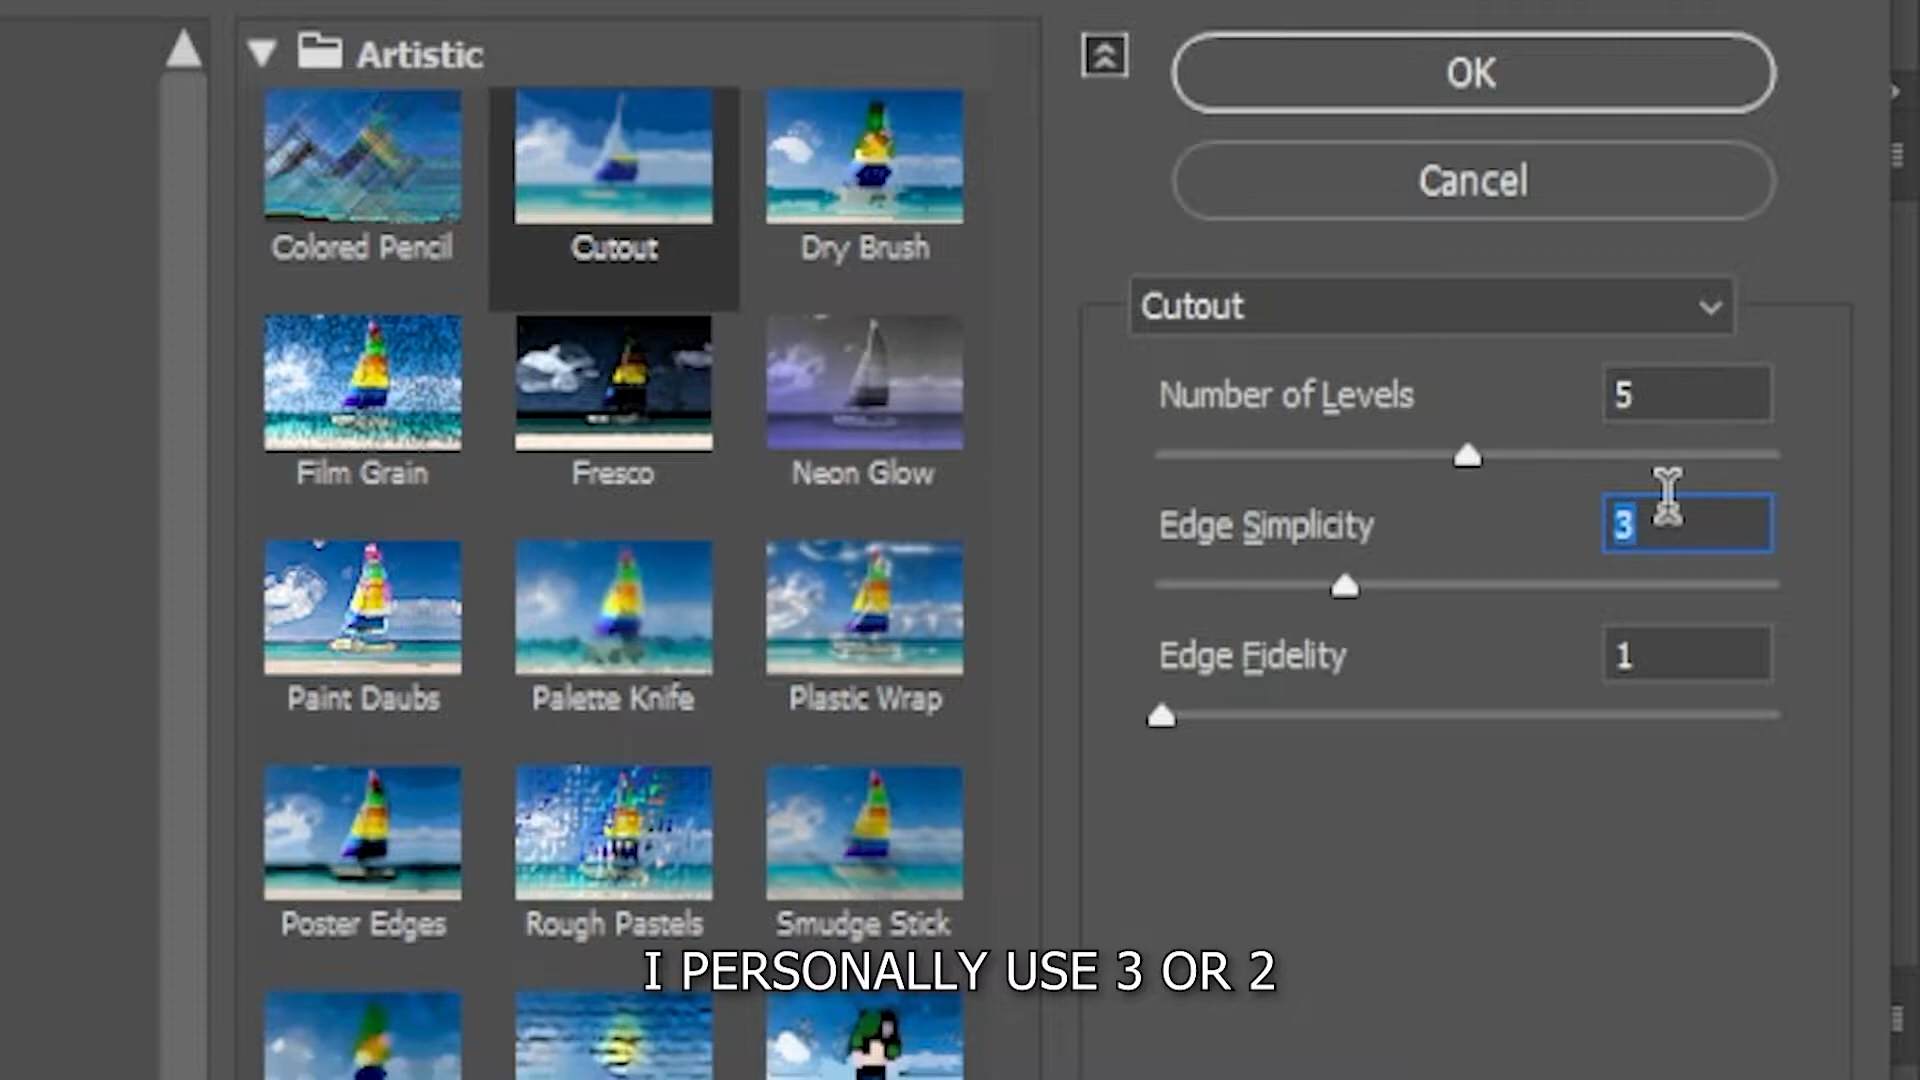 Artistic
OK
Cancel
Colored Pencil
Cutout
Dry Brush
Cutout
Number of Levels
5
Film Grain
Fresco
Neon Glow
Edge Simplicity
3
Edge Fidelity
1
Paint Daubs
Palette Knife
Plastic Wrap
Poster Edges
Rough Pastels
Smudge Stick
I PERSONALLY USE 3 OR 2